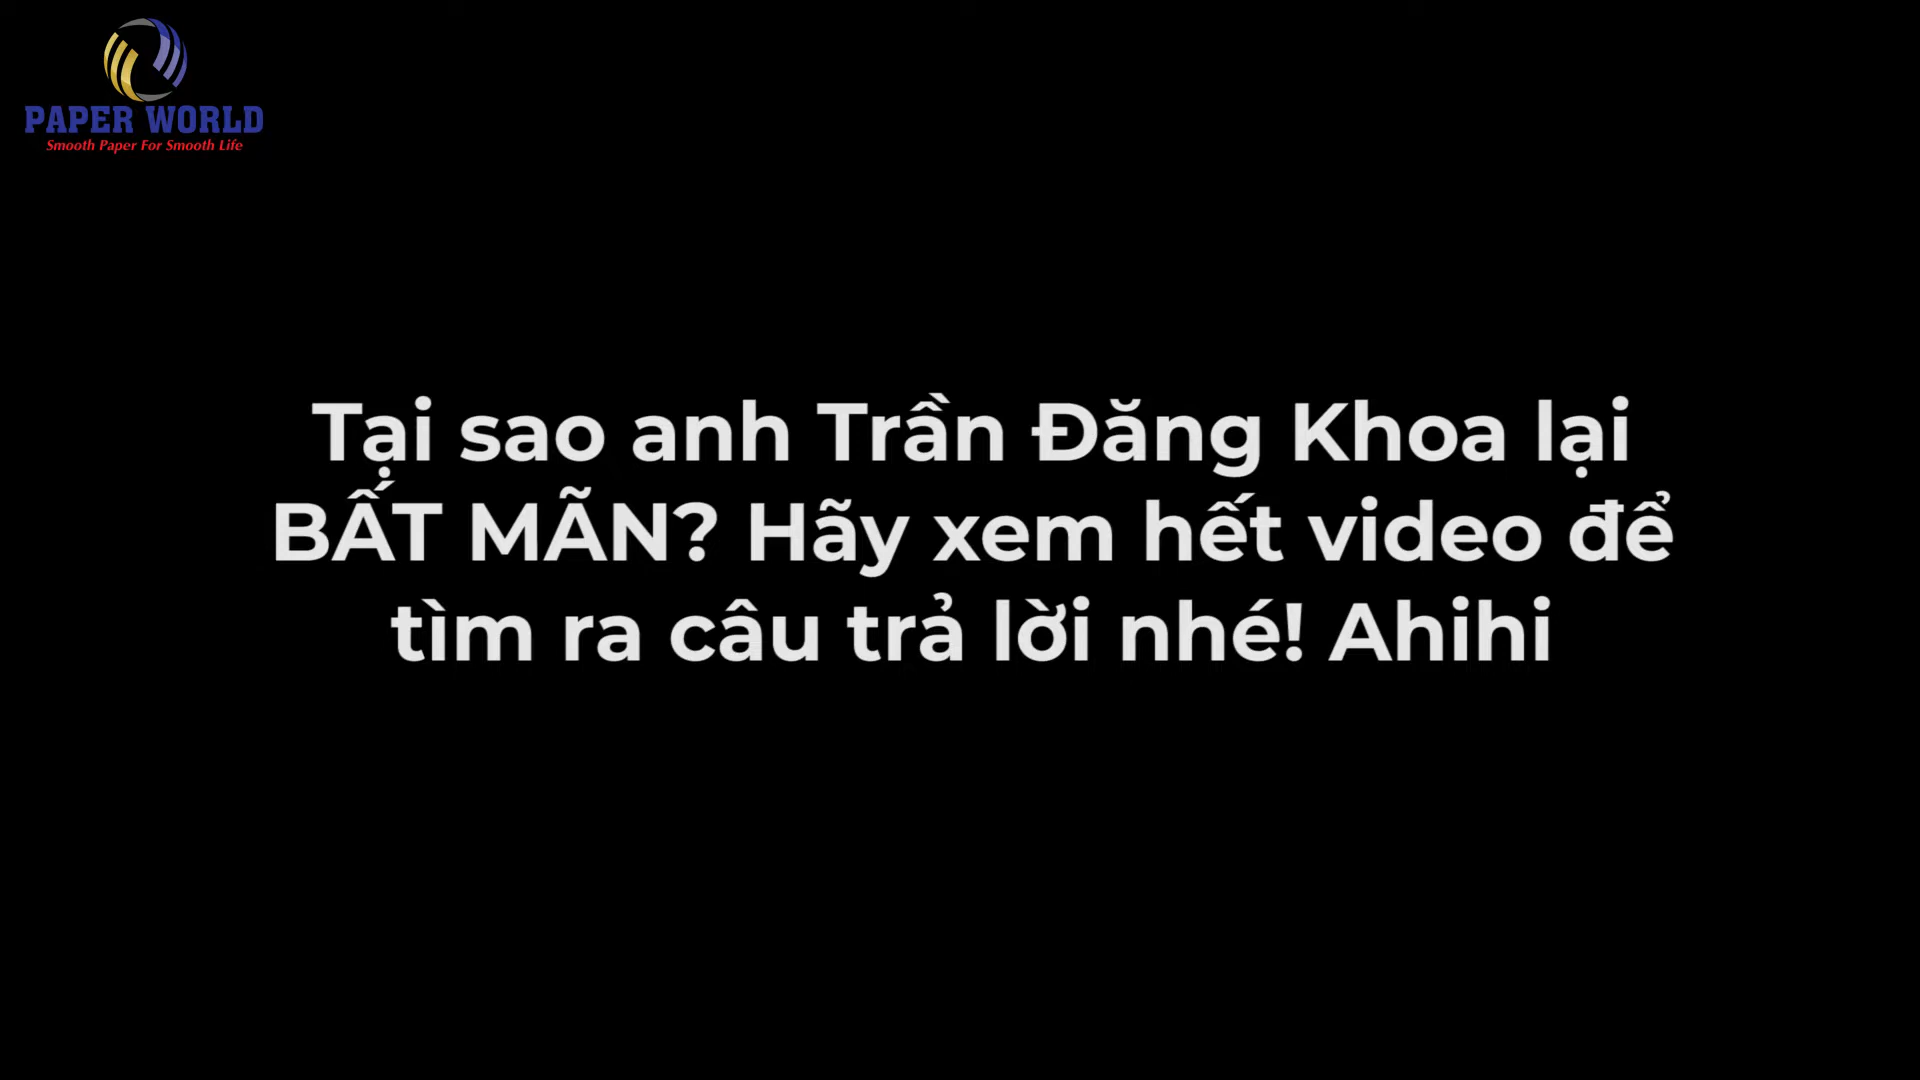 PAPER WORLD
Smooth Paper For Smooth Life
Tại sao anh Trần Đăng Khoa lại
BẤT MÃN? Hãy xem hết video để
tìm ra câu trả lời nhé! Ahihi